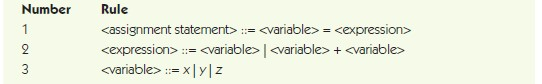 Number Rule
1 <assignment statement> ::= <variable> = <expression>
2 <expression> ::= <variable> | <variable> + <variable>
3 <variable> ::= x | y | z